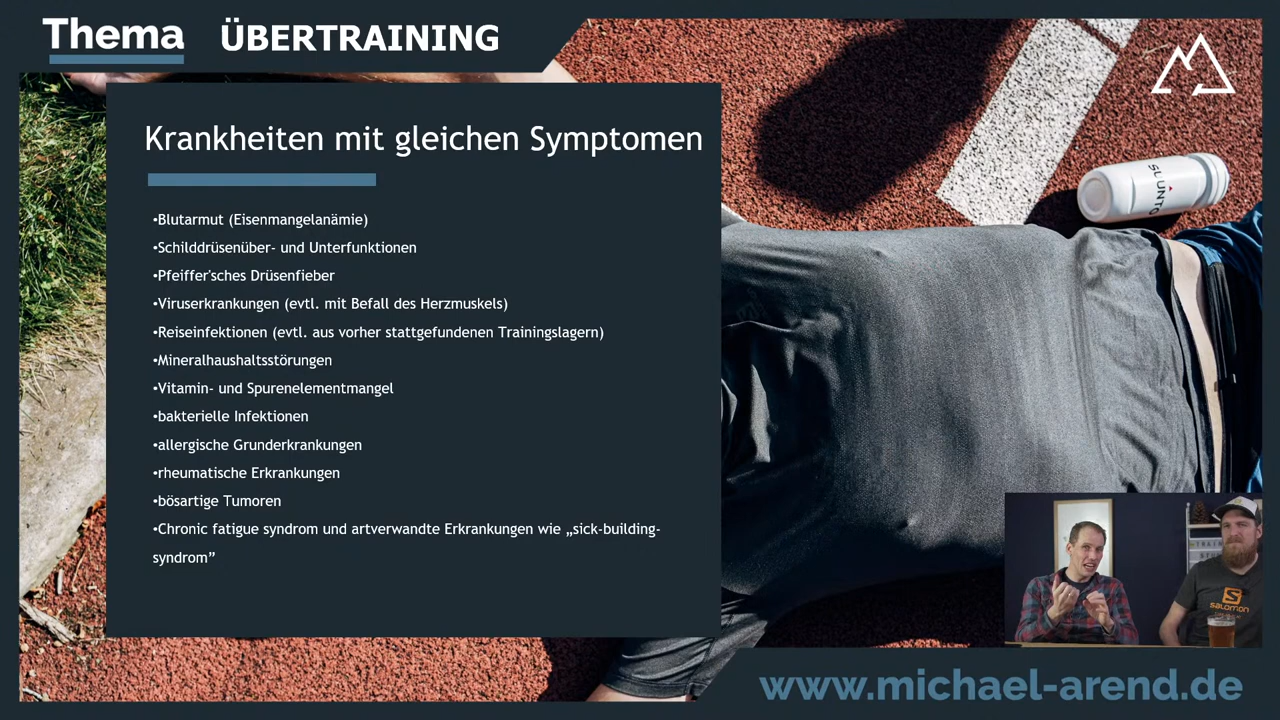 Thema ÜBERTRAINING
Krankheiten mit gleichen Symptomen
•Blutarmut (Eisenmangelanämie)
•Schilddrüsenüber- und Unterfunktionen
•Pfeiffer'sches Drüsenfieber
•Viruserkrankungen (evtl. mit Befall des Herzmuskels)
•Reiseinfektionen (evtl. aus vorher stattgefundenen Trainingslagern)
•Mineralhaushaltsstörungen
•Vitamin- und Spurenelementmangel
•bakterielle Infektionen
•allergische Grunderkrankungen
•rheumatische Erkrankungen
•bösartige Tumoren
•Chronic fatigue syndrom und artverwandte Erkrankungen wie „sick-building-
syndrom”
SUUNTO
salomon
www.michael-arend.de